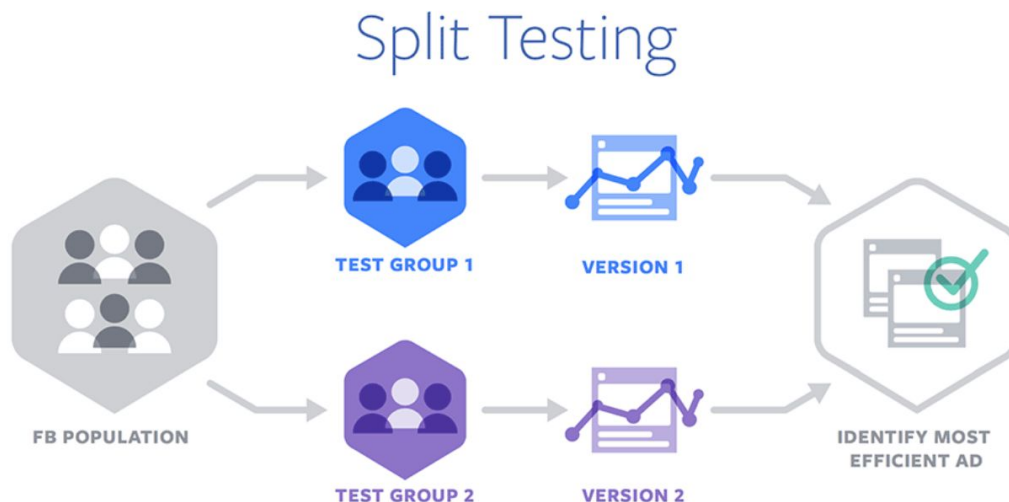 Split Testing
TEST GROUP 1
VERSION 1
FB POPULATION
IDENTIFY MOST
EFFICIENT AD
TEST GROUP 2
VERSION 2